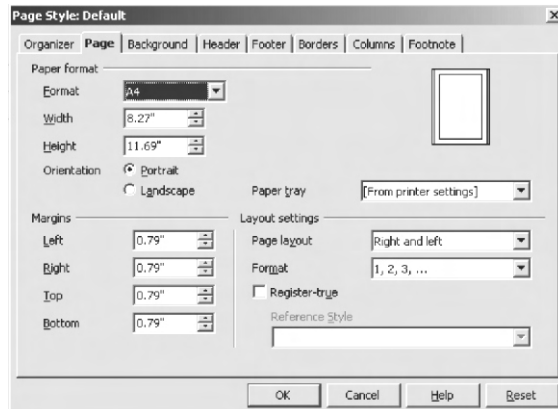 Page Style: Default
Organizer Page Background Header Footer Borders Columns Footnote
Paper format
Format A4
Width 8.27"
Height 11.69"
Orientation Portrait
Landscape Paper tray [From printer settings]
Margins Layout settings
Left 0.79" Page layout Right and left
Right 0.79" Format 1, 2, 3, ...
Top 0.79" Register-true
Bottom 0.79" Reference Style
OK Cancel Help Reset